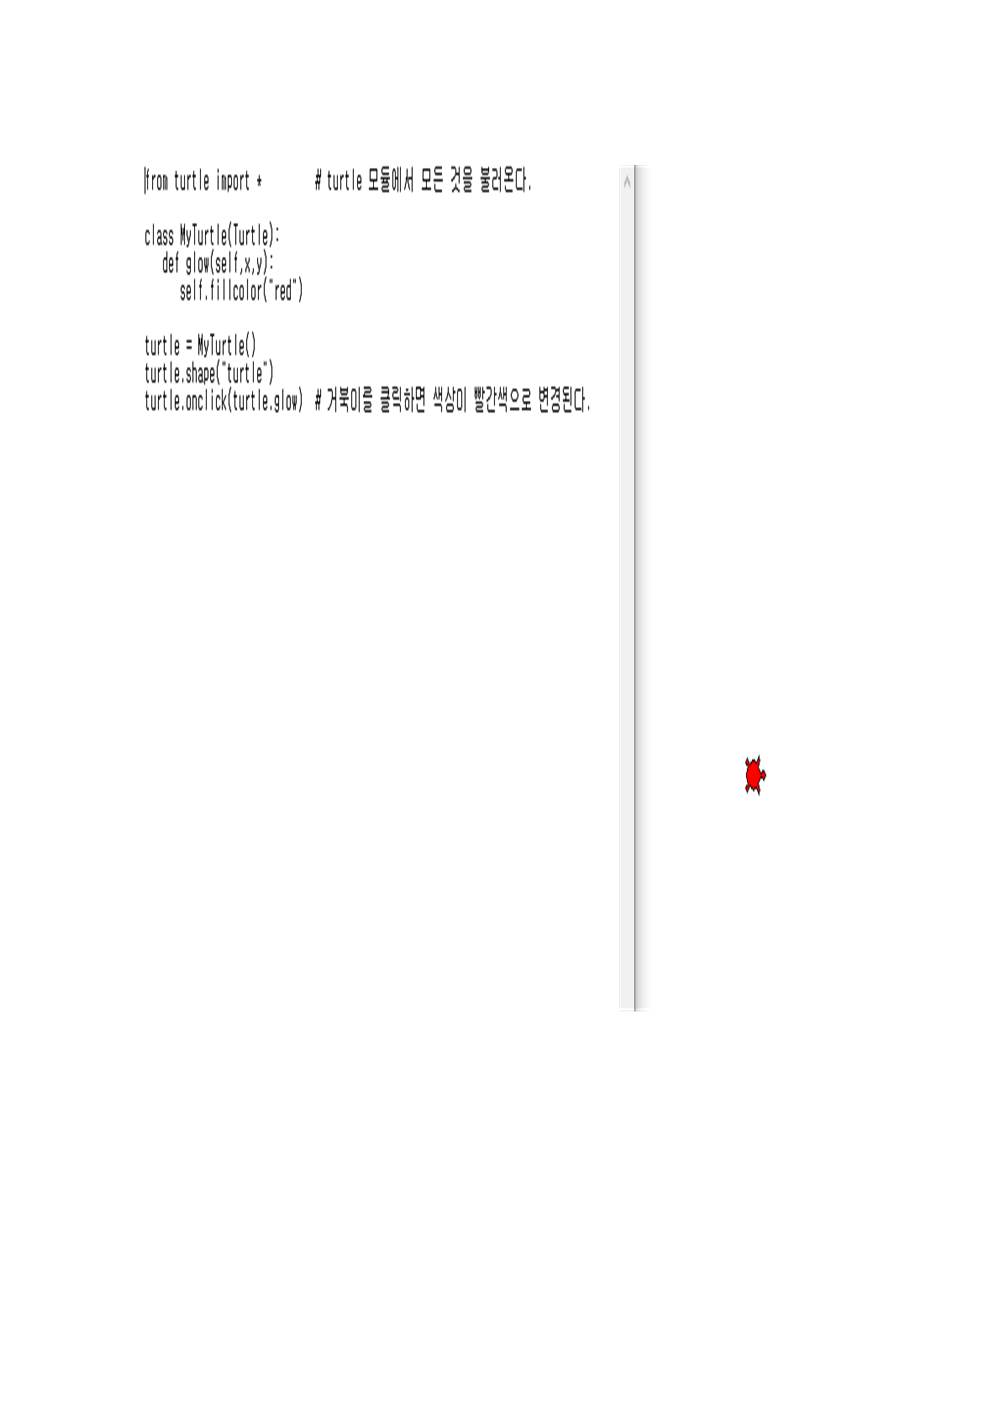 from turtle import *         # turtle 모듈에서 모든 것을 불러온다.
class MyTurtle(Turtle):
   def glow(self,x,y):
      self.fillcolor("red")
turtle = MyTurtle()
turtle.shape("turtle")
turtle.onclick(turtle.glow)  # 거북이를 클릭하면 색상이 빨간색으로 변경된다.